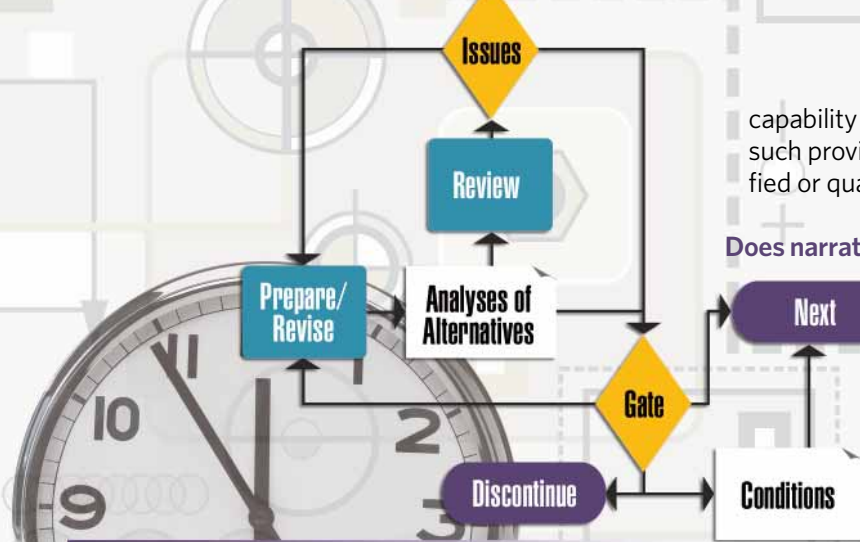 Issues
capability
such provi
fied or qua
Review
Does narrat
Prepare/
Revise
Analyses of
Alternatives
Next
Gate
Discontinue
Conditions
11
1
10
2
9
3